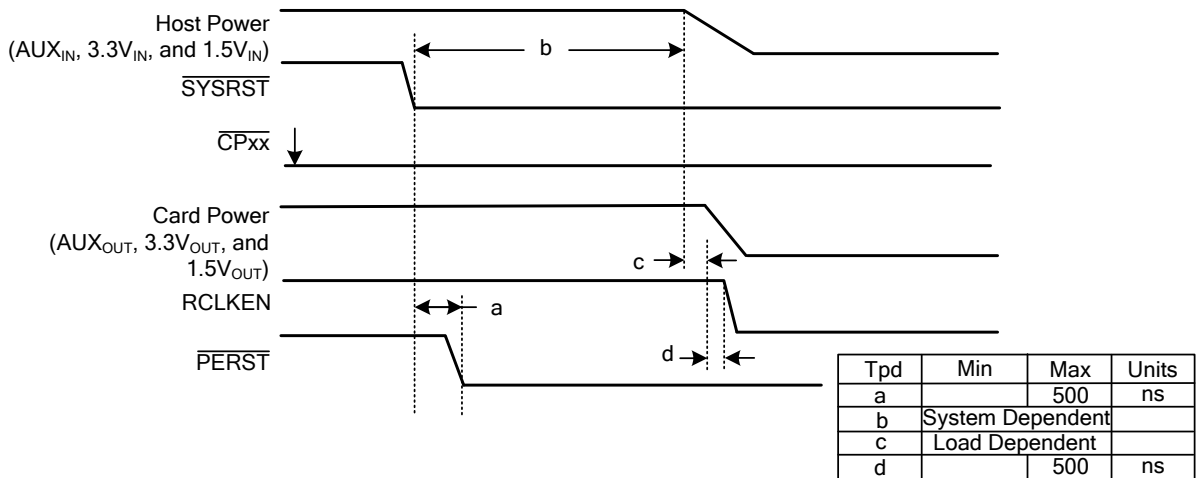 Host Power
(AUXIN, 3.3VIN, and 1.5VIN)
b
SYSRST
CPxx
Card Power
(AUXOUT, 3.3VOUT, and
1.5VOUT)
c
RCLKEN
a
PERST
d
Tpd Min Max Units
a 500 ns
b System Dependent
c Load Dependent
d 500 ns